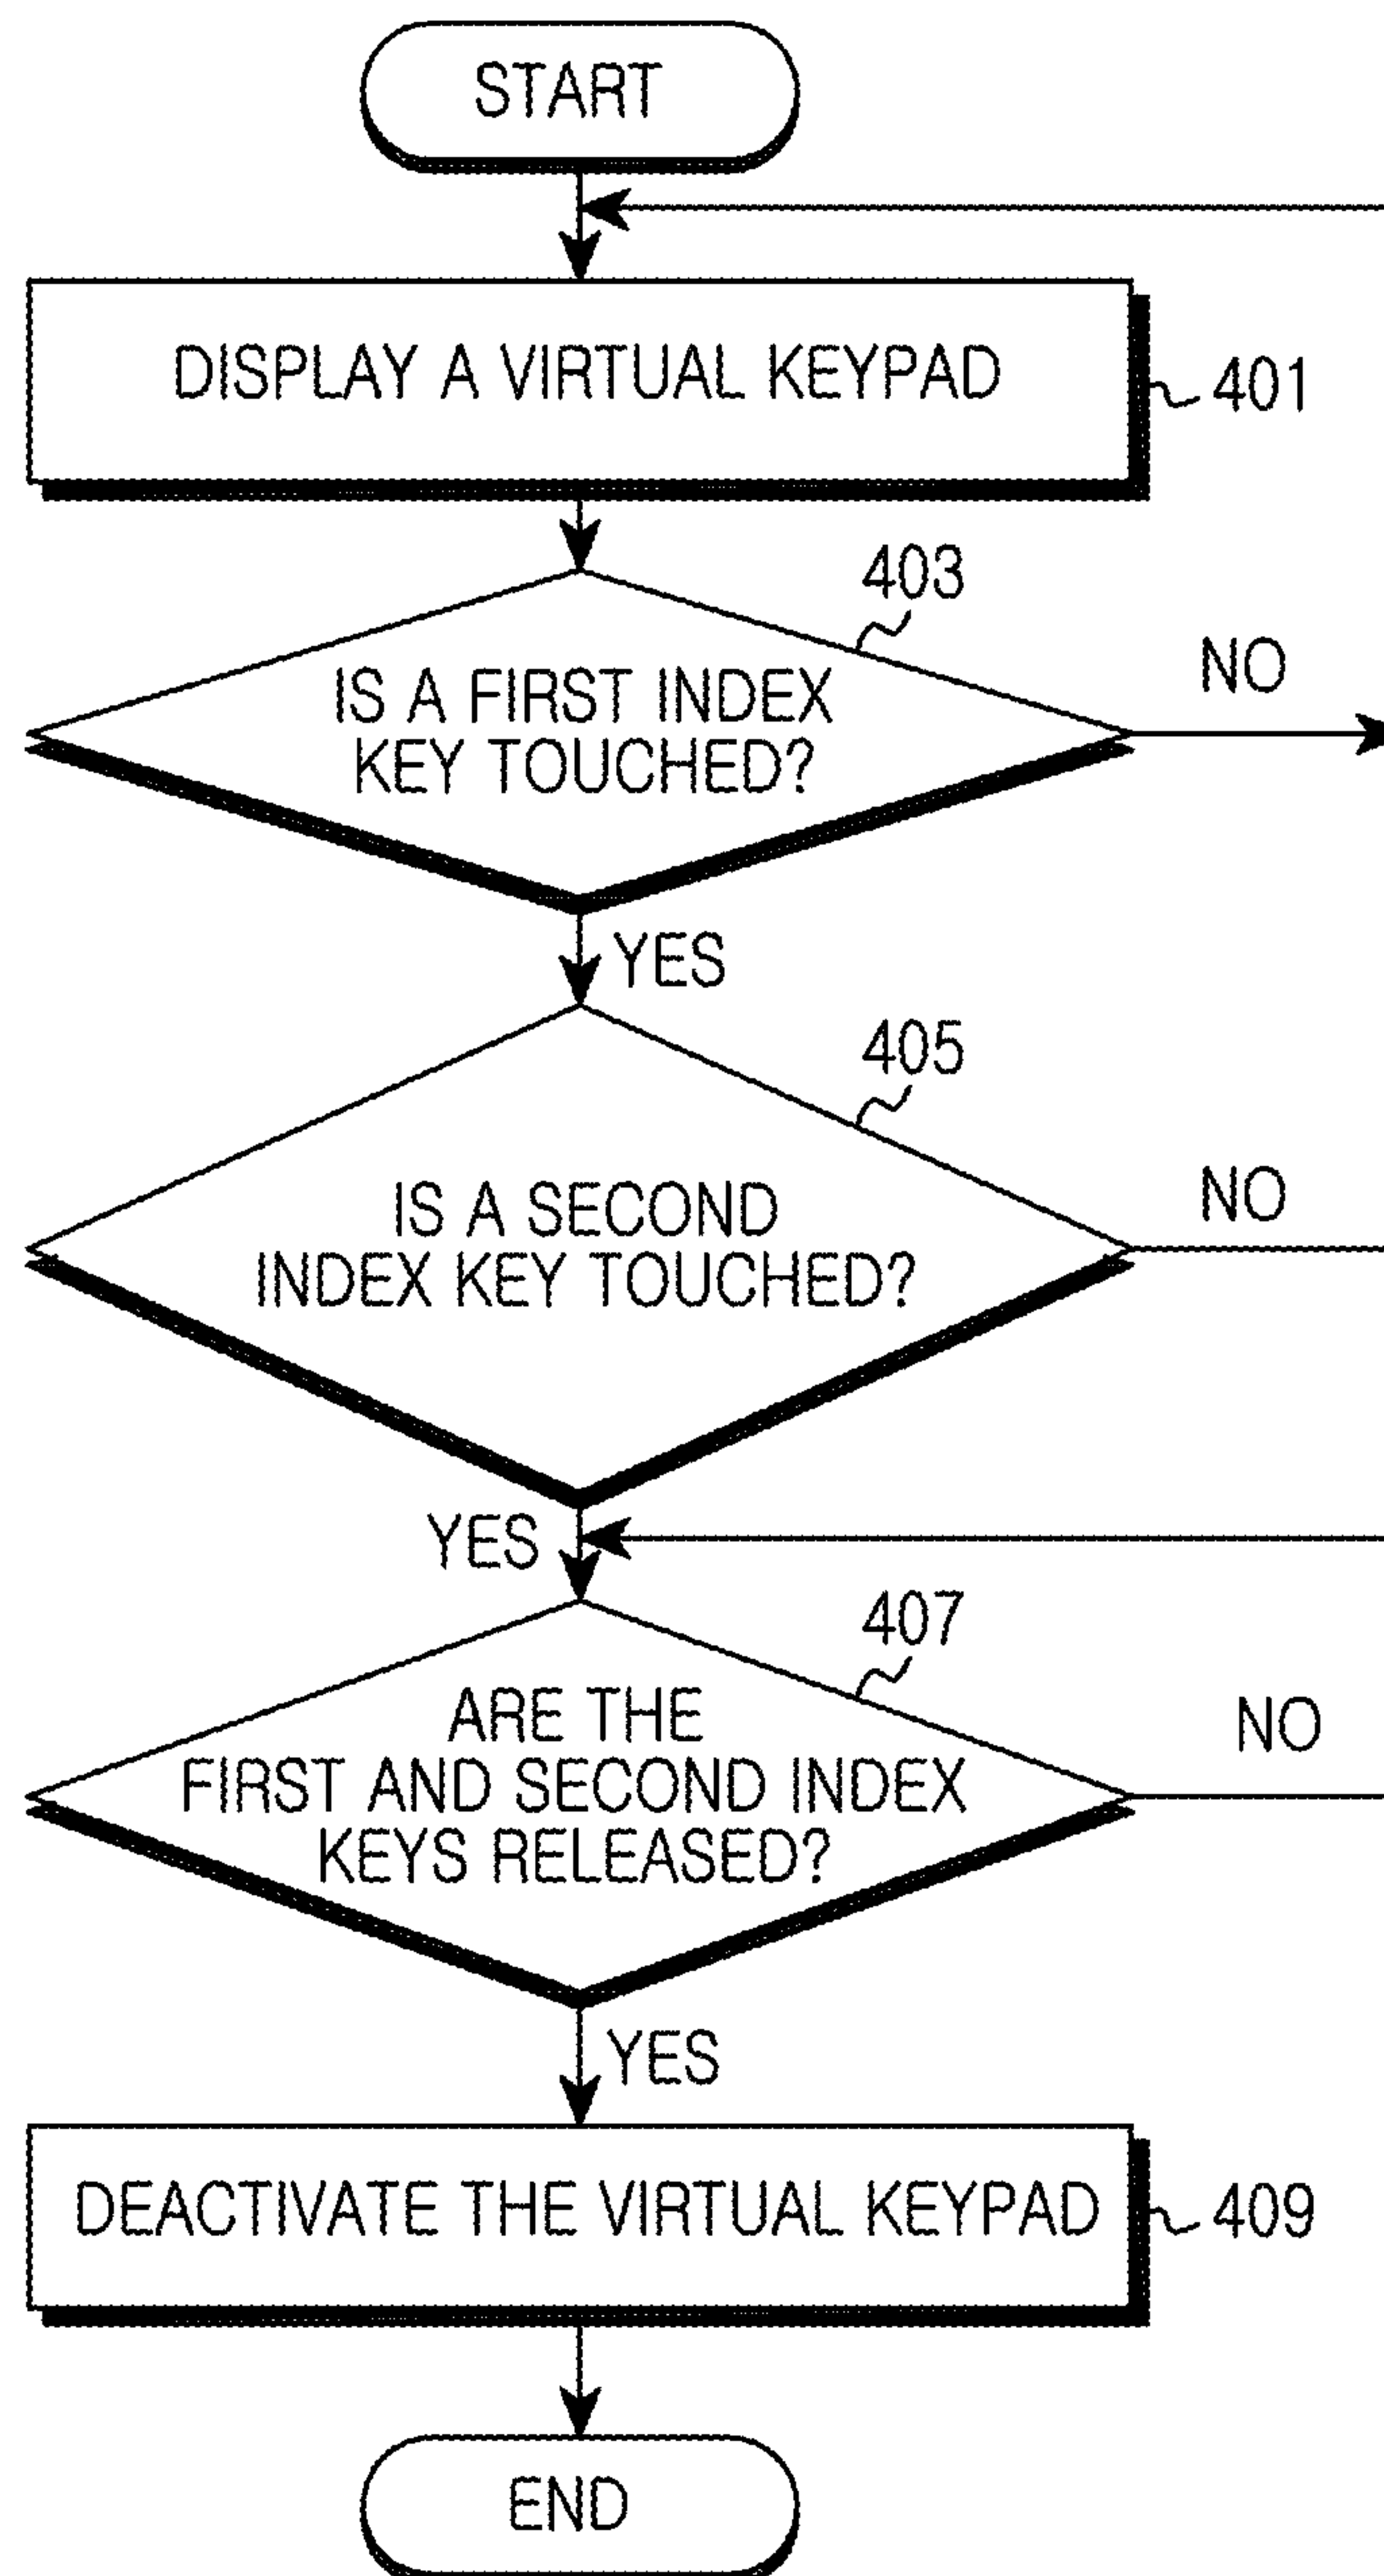 START
DISPLAY A VIRTUAL KEYPAD
401
403
IS A FIRST INDEX
KEY TOUCHED?
NO
YES
405
IS A SECOND
INDEX KEY TOUCHED?
NO
YES
407
ARE THE
FIRST AND SECOND INDEX
KEYS RELEASED?
NO
YES
DEACTIVATE THE VIRTUAL KEYPAD
409
END